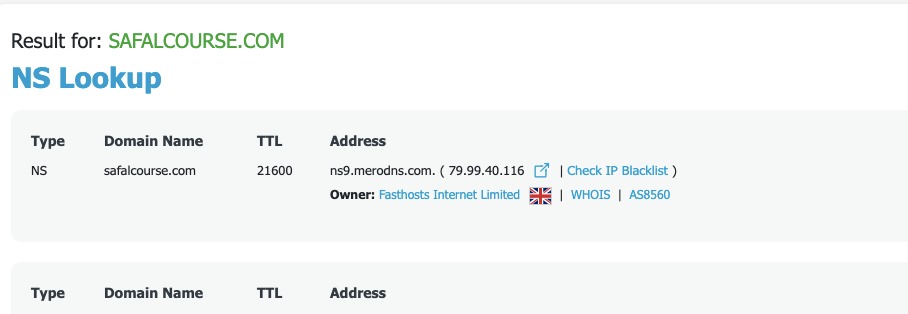 Result for: SAFALCOURSE.COM
NS Lookup
Type Domain Name TTL Address
NS safalcourse.com 21600 ns9.merodns.com. ( 79.99.40.116 | Check IP Blacklist )
Owner: Fasthosts Internet Limited | WHOIS | AS8560
Type Domain Name TTL Address